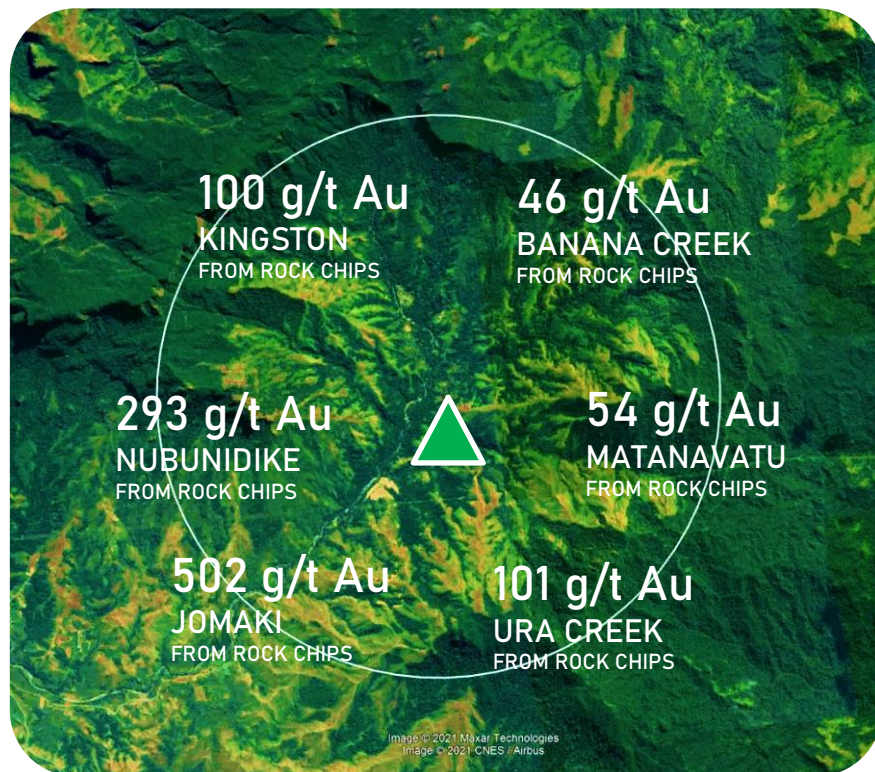 100 g/t Au
KINGSTON
FROM ROCK CHIPS
46 g/t Au
BANANA CREEK
FROM ROCK CHIPS
293 g/t Au
NUBUNIDIKE
FROM ROCK CHIPS
54 g/t Au
MATANAVATU
FROM ROCK CHIPS
502 g/t Au
JOMAKI
FROM ROCK CHIPS
101 g/t Au
URA CREEK
FROM ROCK CHIPS
Image © 2021 Maxar Technologies
Image © 2021 CNES / Airbus